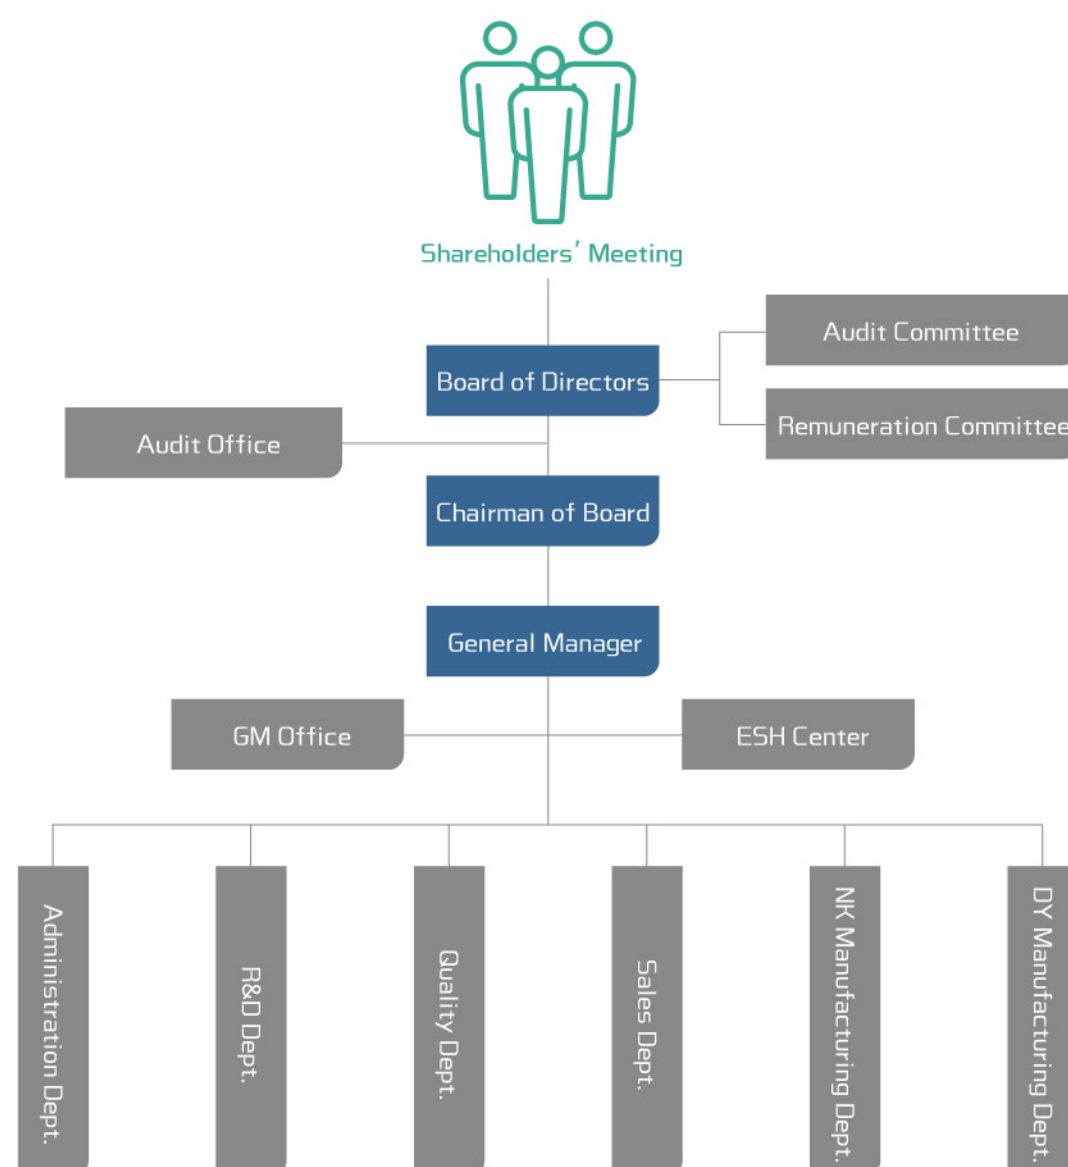 Shareholders’ Meeting
Audit Committee
Board of Directors
Remuneration Committee
Audit Office
Chairman of Board
General Manager
GM Office
ESH Center
Administration Dept.
R&D Dept.
Quality Dept.
Sales Dept.
NK Manufacturing Dept.
DY Manufacturing Dept.